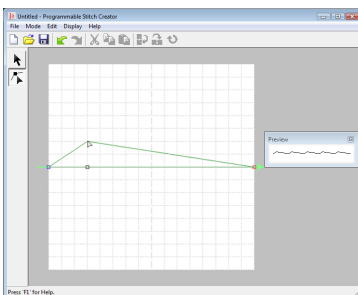 Untitled - Programmable Stitch Creator
File Mode Edit Display Help
Preview
Press 'F1' for Help.